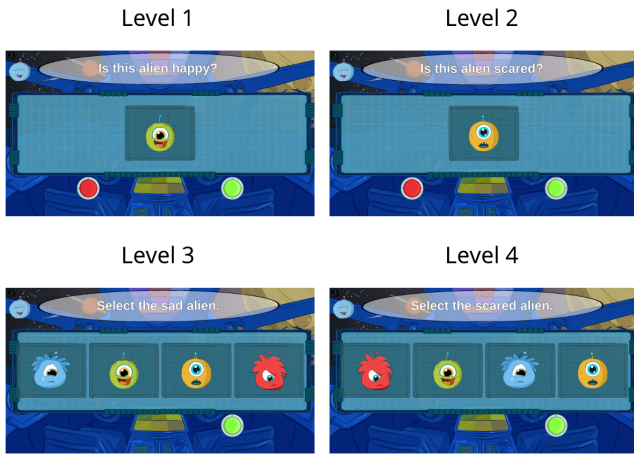 Level 1
Level 2
Is this alien happy?
Is this alien scared?
Level 3
Level 4
Select the sad alien.
Select the scared alien.